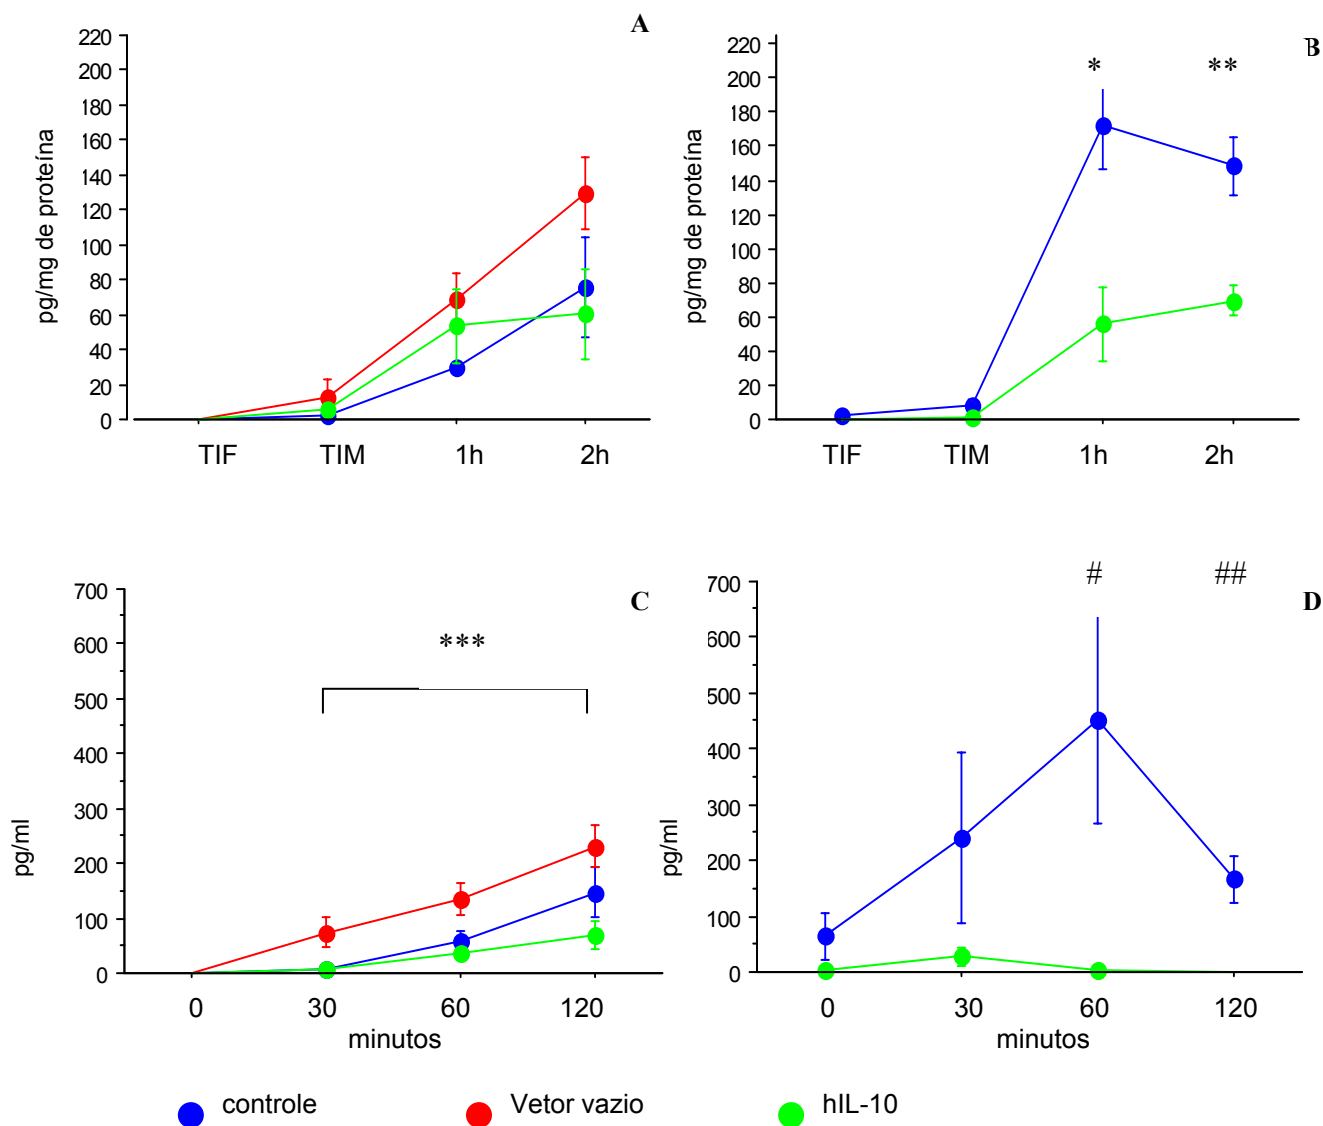 A
220
200
180
160
140
120
100
80
60
40
20
0
pg/mg de proteína
TIF TIM 1h 2h
B
* **
220
200
180
160
140
120
100
80
60
40
20
0
pg/mg de proteína
TIF TIM 1h 2h
C
***
700
600
500
400
300
200
100
0
pg/ml
0 30 60 120
minutos
D
# ##
700
600
500
400
300
200
100
0
pg/ml
0 30 60 120
minutos
controle Vetor vazio hIL-10